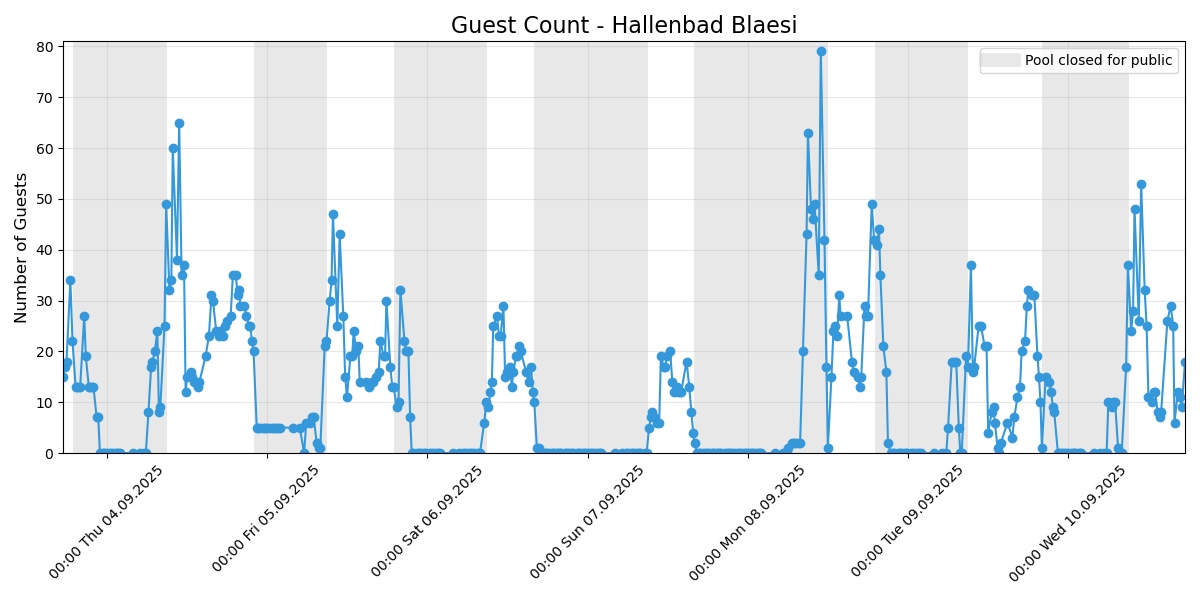 Guest Count - Hallenbad Blaesi
Number of Guests
80
70
60
50
40
30
20
10
0
Pool closed for public
00:00 Thu 04.09.2025
00:00 Fri 05.09.2025
00:00 Sat 06.09.2025
00:00 Sun 07.09.2025
00:00 Mon 08.09.2025
00:00 Tue 09.09.2025
00:00 Wed 10.09.2025